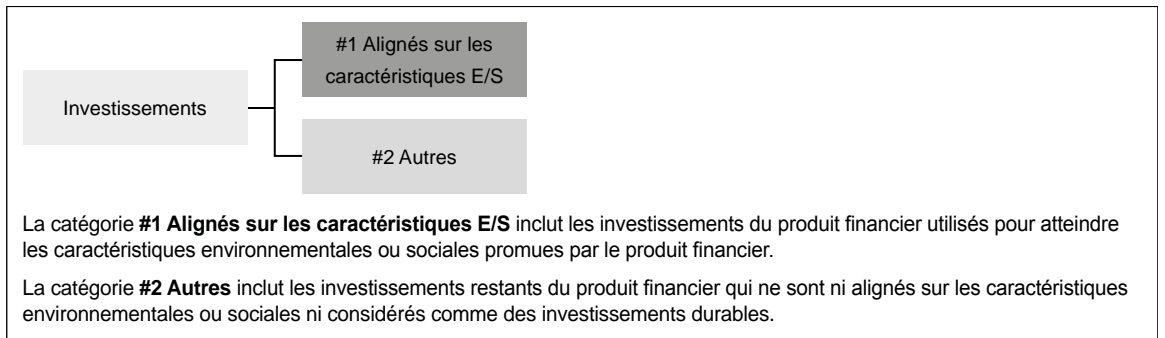 #1 Alignés sur les
caractéristiques E/S
Investissements
#2 Autres
La catégorie #1 Alignés sur les caractéristiques E/S inclut les investissements du produit financier utilisés pour atteindre
les caractéristiques environnementales ou sociales promues par le produit financier.
La catégorie #2 Autres inclut les investissements restants du produit financier qui ne sont ni alignés sur les caractéristiques
environnementales ou sociales ni considérés comme des investissements durables.